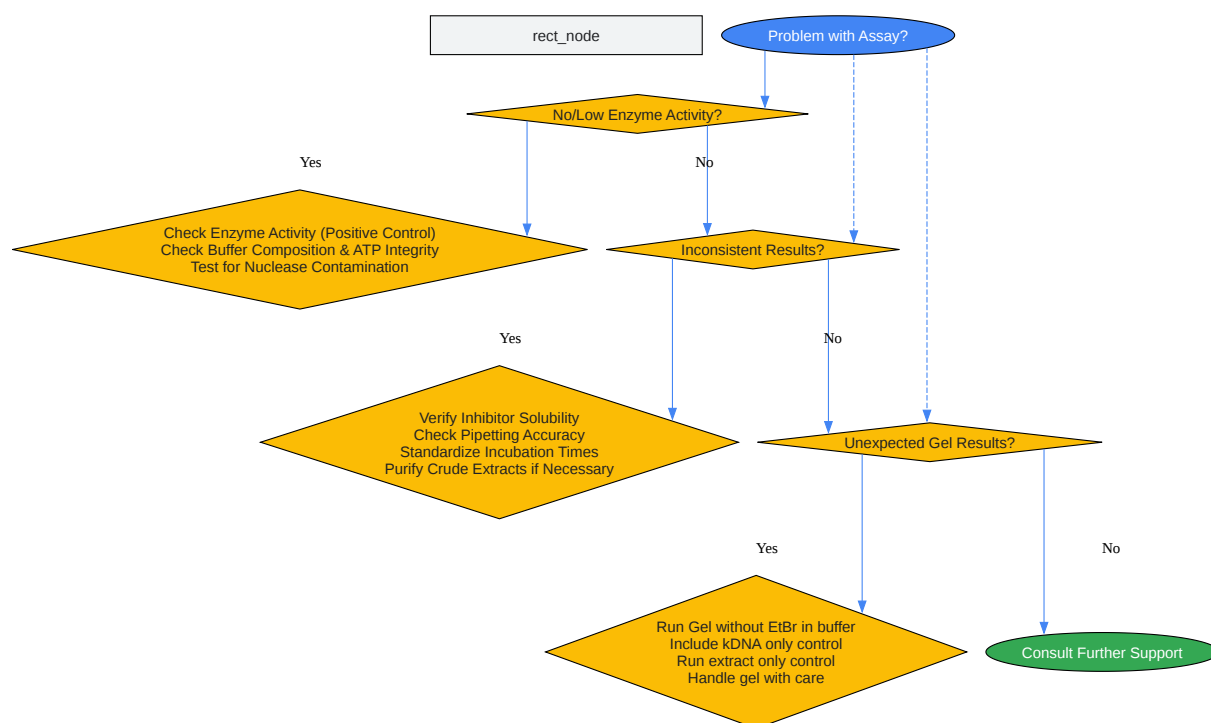 rect_node
Problem with Assay?
No/Low Enzyme Activity?
Yes
No
Check Enzyme Activity (Positive Control)
Check Buffer Composition & ATP Integrity
Test for Nuclease Contamination
Inconsistent Results?
Yes
No
Verify Inhibitor Solubility
Check Pipetting Accuracy
Standardize Incubation Times
Purify Crude Extracts if Necessary
Unexpected Gel Results?
Yes
No
Run Gel without EtBr in buffer
Include kDNA only control
Run extract only control
Handle gel with care
Consult Further Support